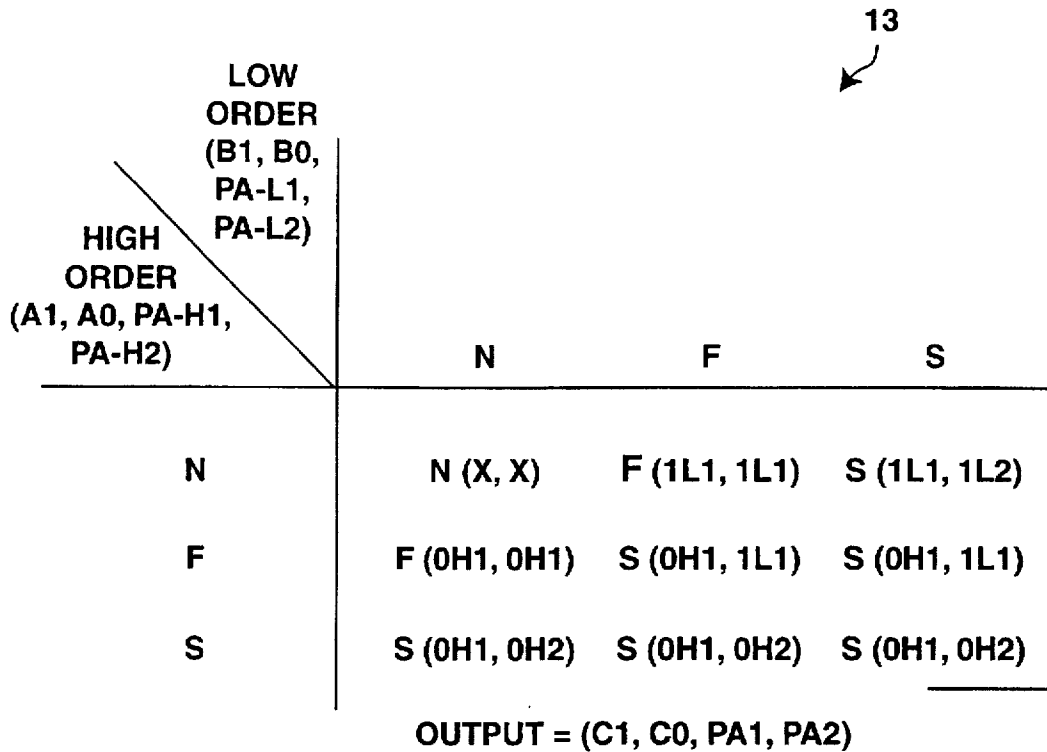 13
LOW
ORDER
(B1, B0,
PA-L1,
PA-L2)
HIGH
ORDER
(A1, A0, PA-H1,
PA-H2)
N F S
N N (X, X) F (1L1, 1L1) S (1L1, 1L2)
F F (0H1, 0H1) S (0H1, 1L1) S (0H1, 1L1)
S S (0H1, 0H2) S (0H1, 0H2) S (0H1, 0H2)
OUTPUT = (C1, C0, PA1, PA2)